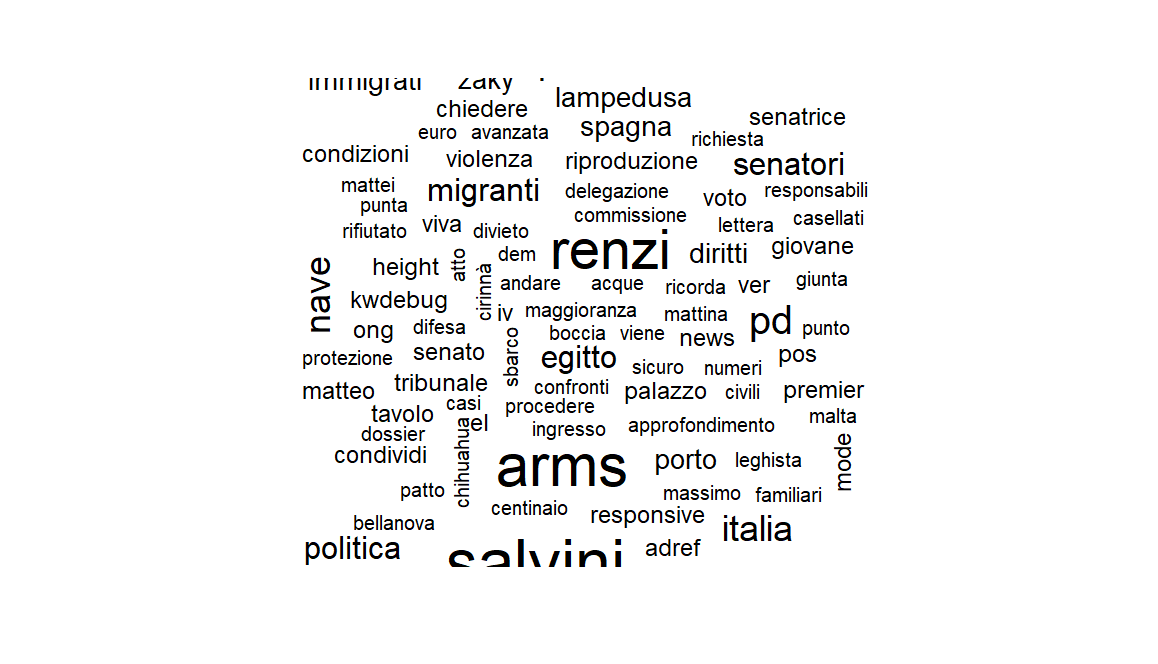 immigrati zaky
lampedusa
chiedere
senatrice
spagna
euro avanzata
richiesta
condizioni
violenza
riproduzione
senatori
mattei
migranti
delegazione
voto
responsabili
punta
commissione
casellati
rifiutato
viva
divieto
lettera
renzi
diritti
giovane
dem
atto
height
nave
cirinnà
andare
acque
ricorda
ver
giunta
kwdebug
iv
maggioranza
mattina
pd
ong
difesa
boccia
viene
news
punto
protezione
senato
sbarco
egitto
sicuro
numeri
pos
matteo
tribunale
confronti
palazzo
civili
premier
tavolo
casi
procedere
malta
dossier
el
ingresso
approfondimento
condividi
chihuahua
arms
porto
leghista
mode
patto
massimo
familiari
centinaio
responsive
bellanova
italia
politica
salvini
adref